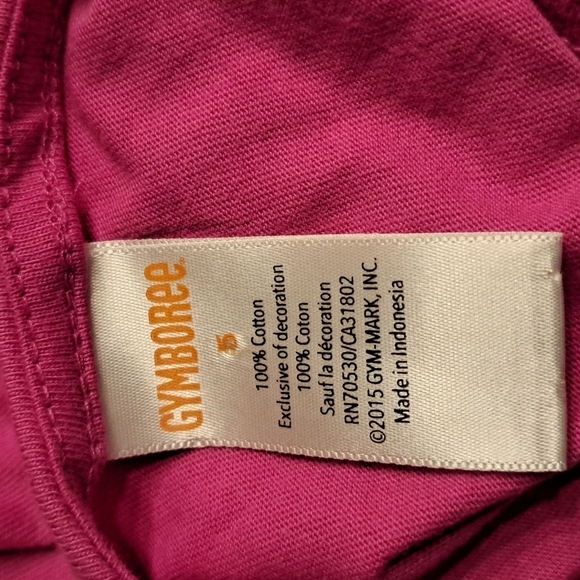 GYMBOREE
5
100% Cotton
Exclusive of decoration
100% Coton
Sauf la décoration
RN70530/CA31802
©2015 GYM-MARK, INC.
Made in Indonesia